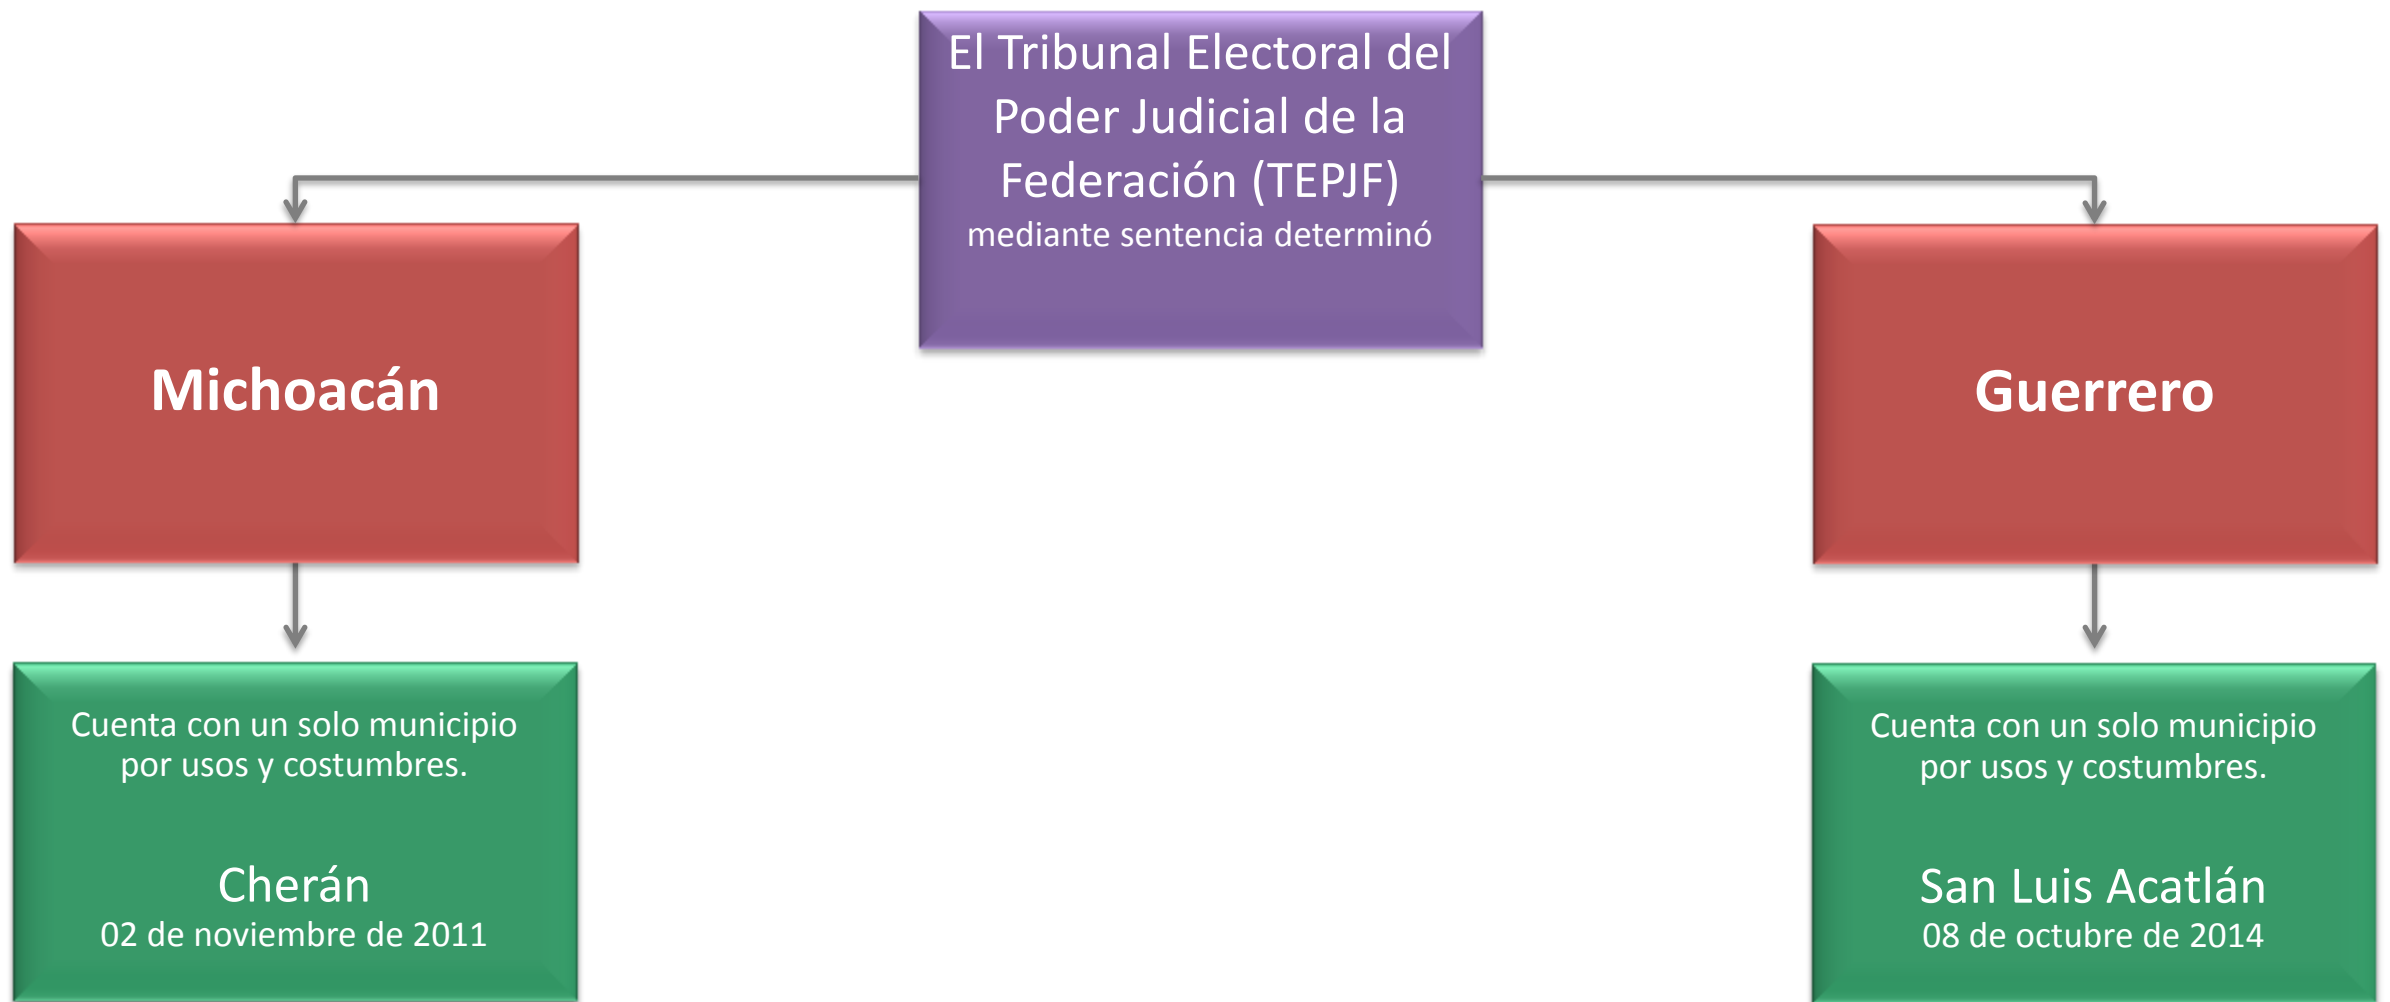 El Tribunal Electoral del
Poder Judicial de la
Federación (TEPJF)
mediante sentencia determinó
Michoacán
Guerrero
Cuenta con un solo municipio
por usos y costumbres.
Cherán
02 de noviembre de 2011
Cuenta con un solo municipio
por usos y costumbres.
San Luis Acatlán
08 de octubre de 2014